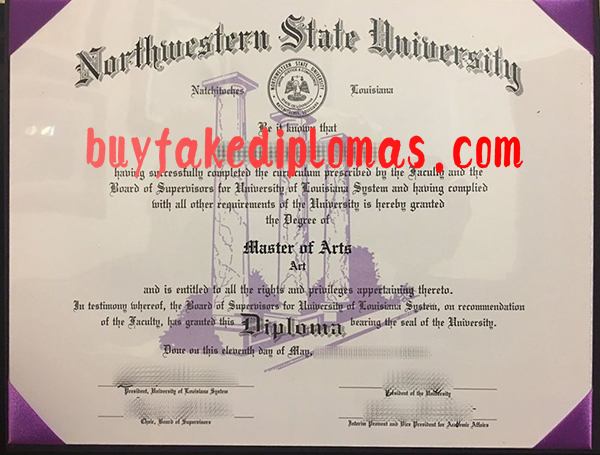 Northwestern State University
Natchitoches Louisiana
NORTHWESTERN STATE UNIVERSITY
Be it known that
buyfakediplomas.com
having successfully completed the curriculum prescribed by the Faculty and the
Board of Supervisors for University of Louisiana System and having complied
with all other requirements of the University is hereby granted
the Degree of
Master of Arts
Art
and is entitled to all the rights and privileges appertaining thereto.
In testimony whereof, the Board of Supervisors for University of Louisiana System, on recommendation
of the Faculty, has granted this Diploma bearing the seal of the University.
Done on this eleventh day of May,
President, University of Louisiana System
President of the University
Chair, Board of Supervisors
Interim Provost and Vice President for Academic Affairs